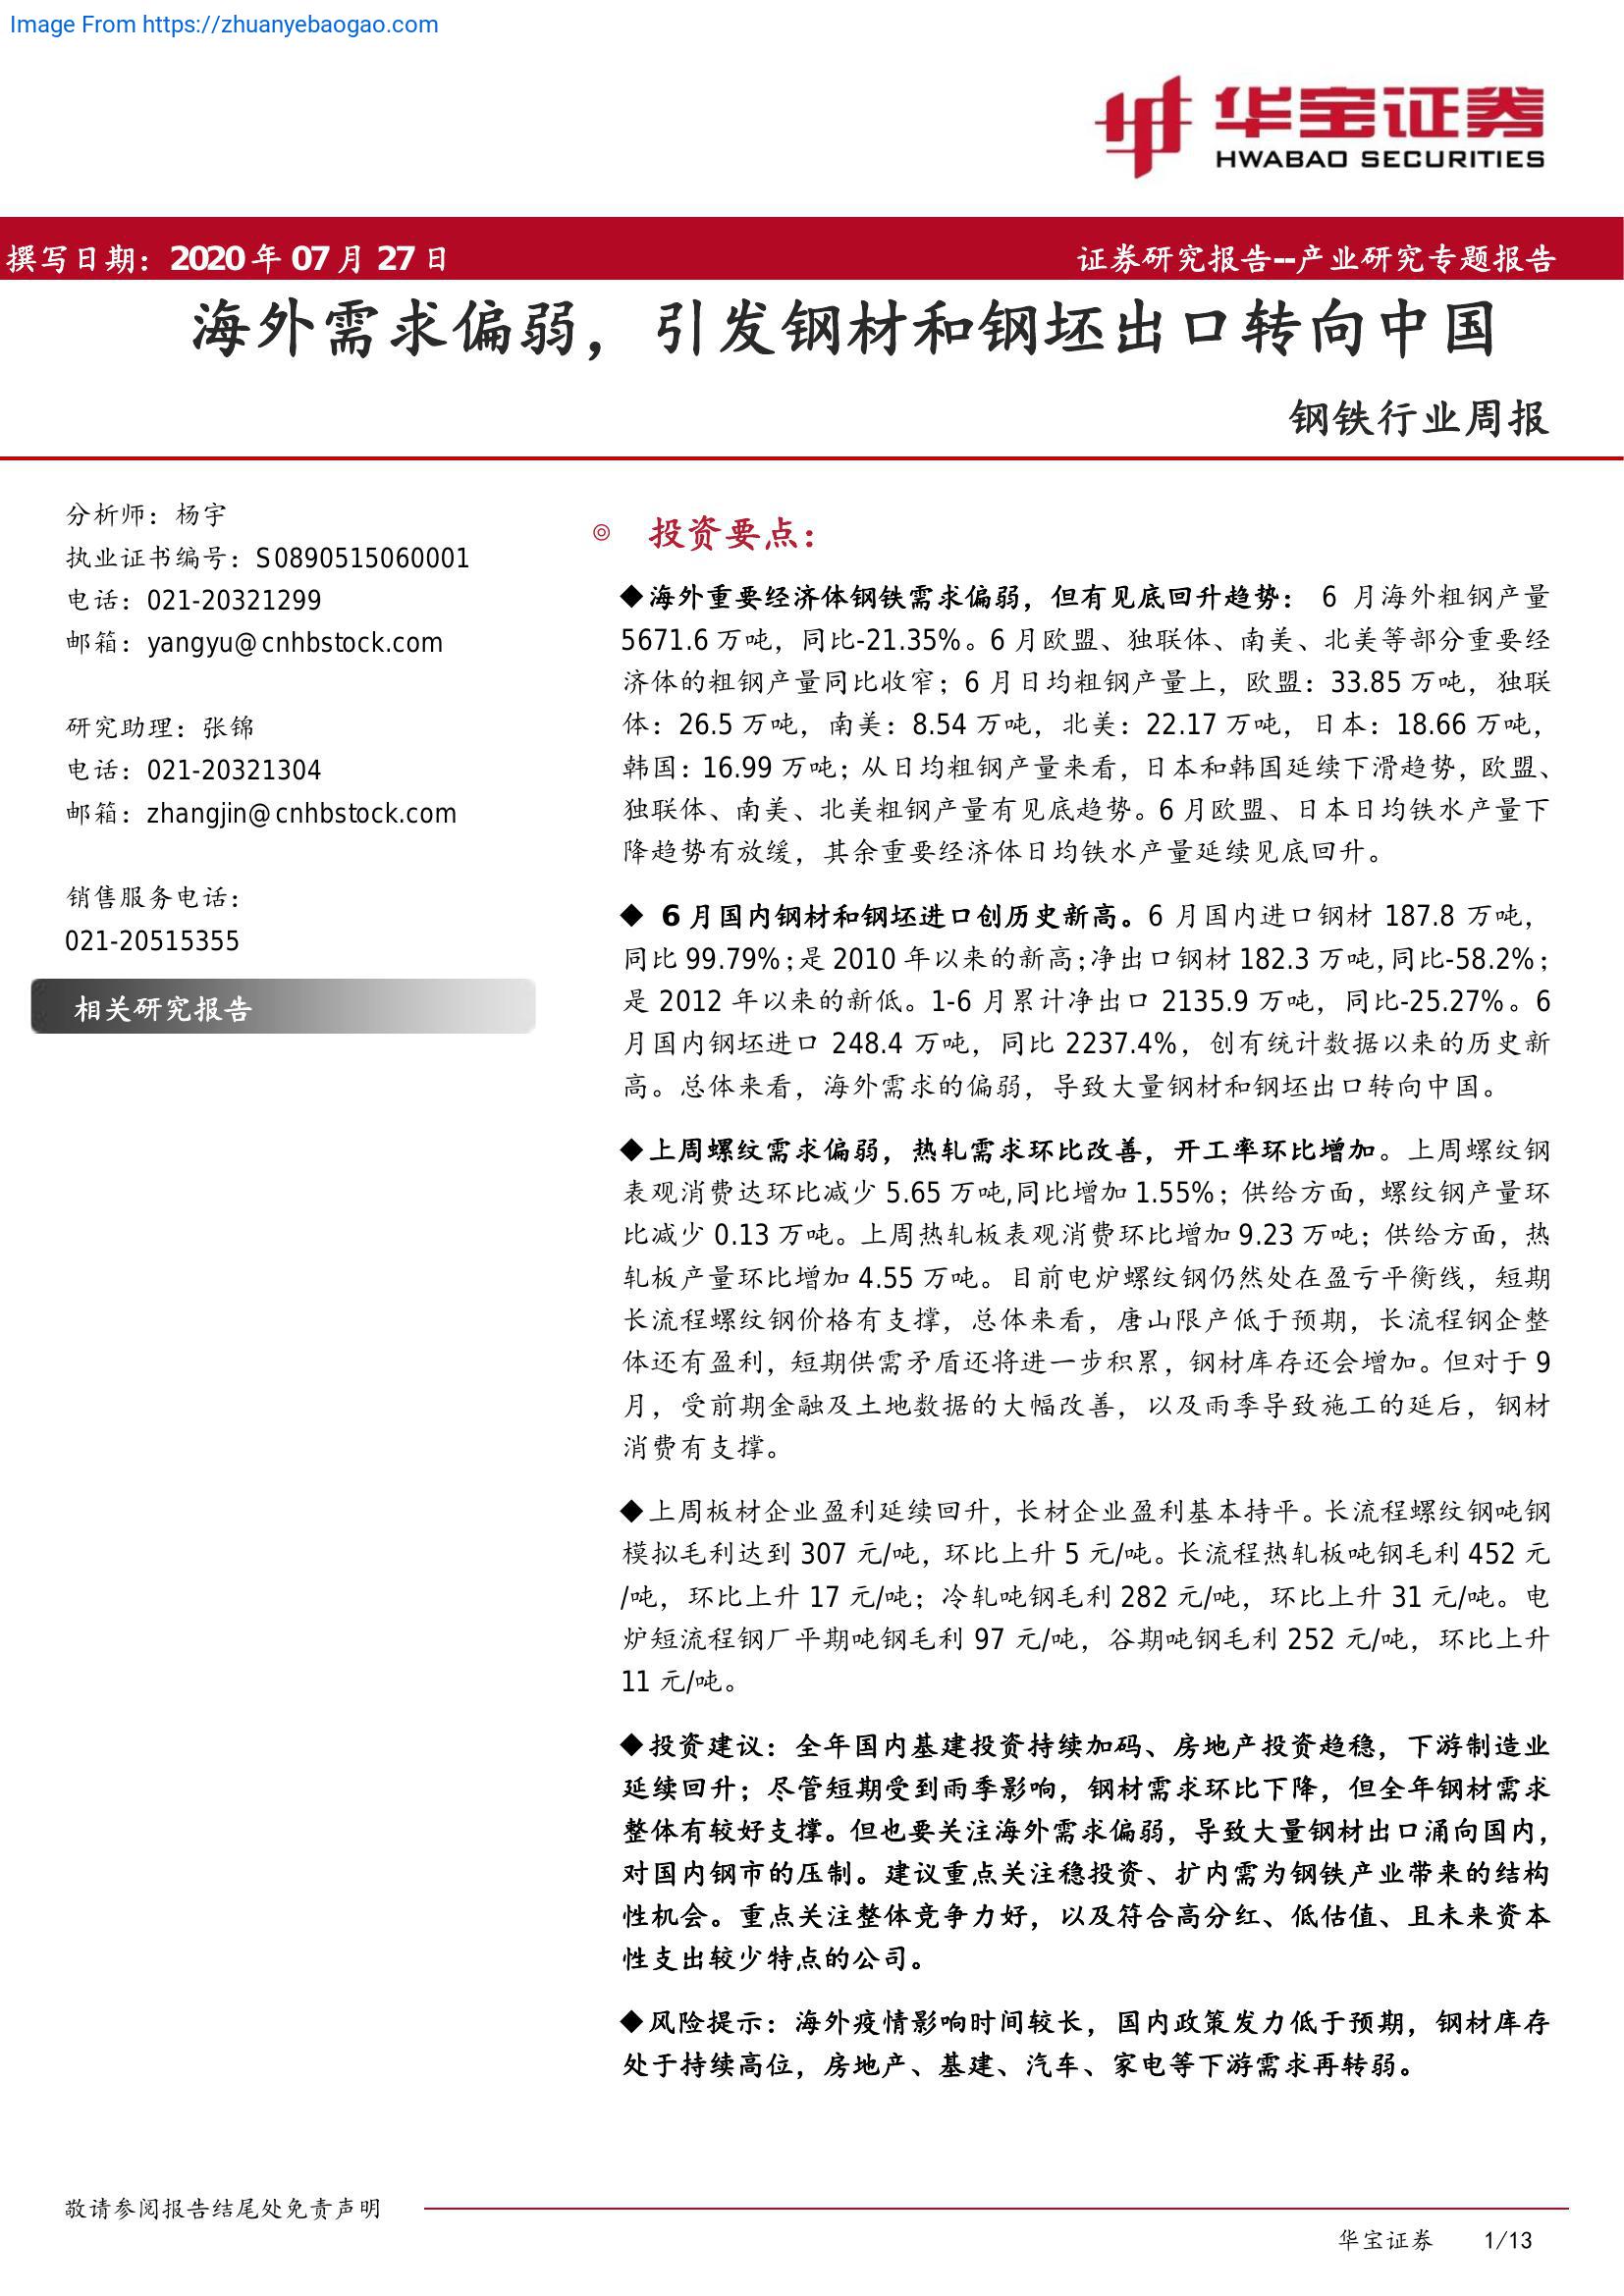 Image From https://zhuanyebaogao.com
华宝证券
HWABAO SECURITIES
撰写日期：2020 年 07 月 27 日
证券研究报告--产业研究专题报告
海外需求偏弱，引发钢材和钢坯出口转向中国
钢铁行业周报
分析师：杨宇
执业证书编号：S0890515060001
电话：021-20321299
邮箱：yangyu@cnhbstock.com
研究助理：张锦
电话：021-20321304
邮箱：zhangjin@cnhbstock.com
销售服务电话：
021-20515355
相关研究报告
◎ 投资要点：
◆海外重要经济体钢铁需求偏弱，但有见底回升趋势： 6 月海外粗钢产量
5671.6 万吨，同比-21.35%。6 月欧盟、独联体、南美、北美等部分重要经
济体的粗钢产量同比收窄；6 月日均粗钢产量上，欧盟：33.85 万吨，独联
体：26.5 万吨，南美：8.54 万吨，北美：22.17 万吨，日本：18.66 万吨，
韩国：16.99 万吨；从日均粗钢产量来看，日本和韩国延续下滑趋势，欧盟、
独联体、南美、北美粗钢产量有见底趋势。6 月欧盟、日本日均铁水产量下
降趋势有放缓，其余重要经济体日均铁水产量延续见底回升。
◆ 6 月国内钢材和钢坯进口创历史新高。6 月国内进口钢材 187.8 万吨，
同比 99.79%；是 2010 年以来的新高；净出口钢材 182.3 万吨，同比-58.2%；
是 2012 年以来的新低。1-6 月累计净出口 2135.9 万吨，同比-25.27%。6
月国内钢坯进口 248.4 万吨，同比 2237.4%，创有统计数据以来的历史新
高。总体来看，海外需求的偏弱，导致大量钢材和钢坯出口转向中国。
◆上周螺纹需求偏弱，热轧需求环比改善，开工率环比增加。上周螺纹钢
表观消费达环比减少 5.65 万吨,同比增加 1.55%；供给方面，螺纹钢产量环
比减少 0.13 万吨。上周热轧板表观消费环比增加 9.23 万吨；供给方面，热
轧板产量环比增加 4.55 万吨。目前电炉螺纹钢仍然处在盈亏平衡线，短期
长流程螺纹钢价格有支撑，总体来看，唐山限产低于预期，长流程钢企整
体还有盈利，短期供需矛盾还将进一步积累，钢材库存还会增加。但对于 9
月，受前期金融及土地数据的大幅改善，以及雨季导致施工的延后，钢材
消费有支撑。
◆上周板材企业盈利延续回升，长材企业盈利基本持平。长流程螺纹钢吨钢
模拟毛利达到 307 元/吨，环比上升 5 元/吨。长流程热轧板吨钢毛利 452 元
/吨，环比上升 17 元/吨；冷轧吨钢毛利 282 元/吨，环比上升 31 元/吨。电
炉短流程钢厂平期吨钢毛利 97 元/吨，谷期吨钢毛利 252 元/吨，环比上升
11 元/吨。
◆投资建议：全年国内基建投资持续加码、房地产投资趋稳，下游制造业
延续回升；尽管短期受到雨季影响，钢材需求环比下降，但全年钢材需求
整体有较好支撑。但也要关注海外需求偏弱，导致大量钢材出口涌向国内，
对国内钢市的压制。建议重点关注稳投资、扩内需为钢铁产业带来的结构
性机会。重点关注整体竞争力好，以及符合高分红、低估值、且未来资本
性支出较少特点的公司。
◆风险提示：海外疫情影响时间较长，国内政策发力低于预期，钢材库存
处于持续高位，房地产、基建、汽车、家电等下游需求再转弱。
敬请参阅报告结尾处免责声明
华宝证券 1/13